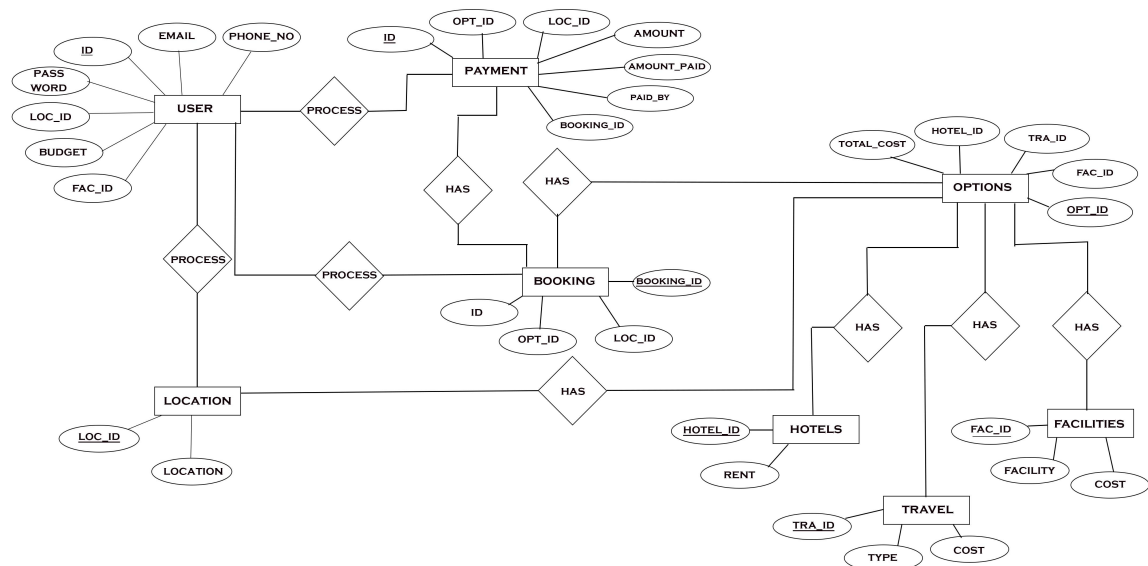 OPT_ID
LOC_ID
EMAIL
PHONE_NO
AMOUNT
ID
ID
PASS
WORD
PAYMENT
AMOUNT_PAID
USER
PROCESS
PAID_BY
LOC_ID
BOOKING_ID
HOTEL_ID
TRA_ID
TOTAL_COST
BUDGET
FAC_ID
FAC_ID
HAS
HAS
OPTIONS
OPT_ID
PROCESS
PROCESS
BOOKING
BOOKING_ID
ID
OPT_ID
LOC_ID
HAS
HAS
HAS
HAS
LOCATION
LOC_ID
LOCATION
HOTEL_ID
HOTELS
RENT
FAC_ID
FACILITIES
FACILITY
COST
TRAVEL
TRA_ID
TYPE
COST